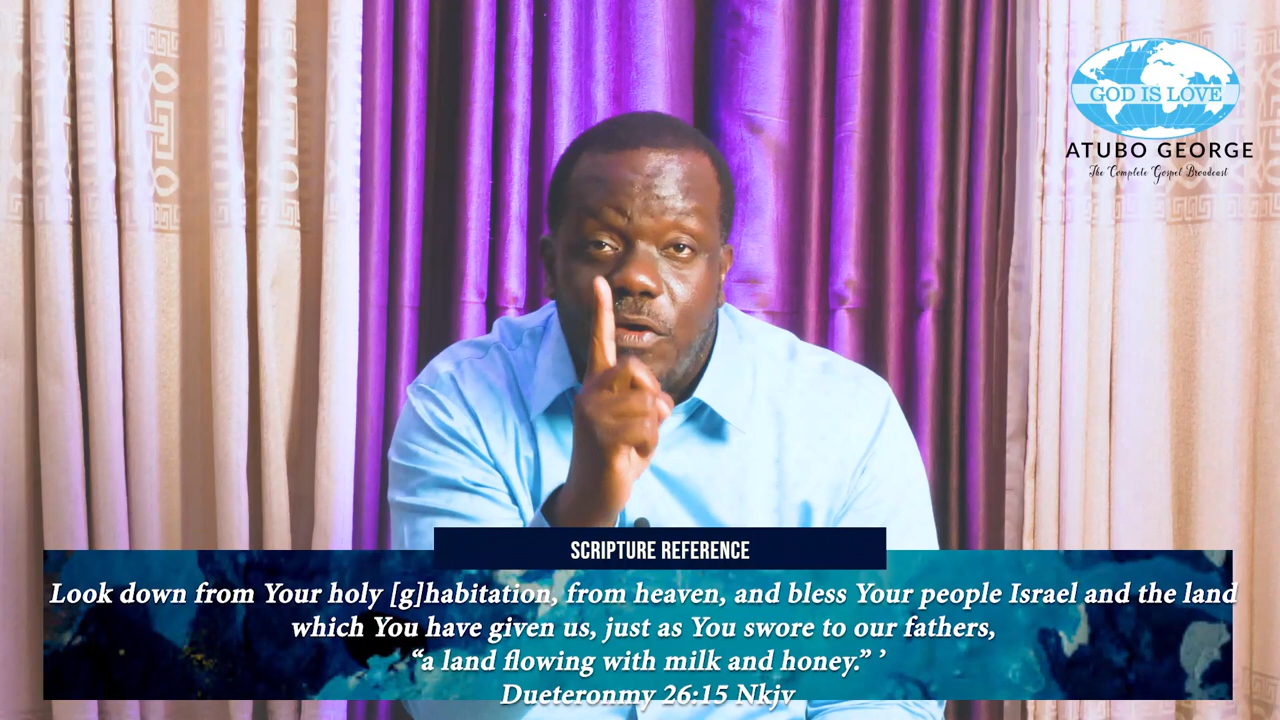 GOD IS LOVE
ATUBO GEORGE
The Complete Gospel Broadcast
SCRIPTURE REFERENCE
Look down from Your holy [g]habitation, from heaven, and bless Your people Israel and the land
which You have given us, just as You swore to our fathers,
“a land flowing with milk and honey.” ’
Dueteronmy 26:15 Nkjv